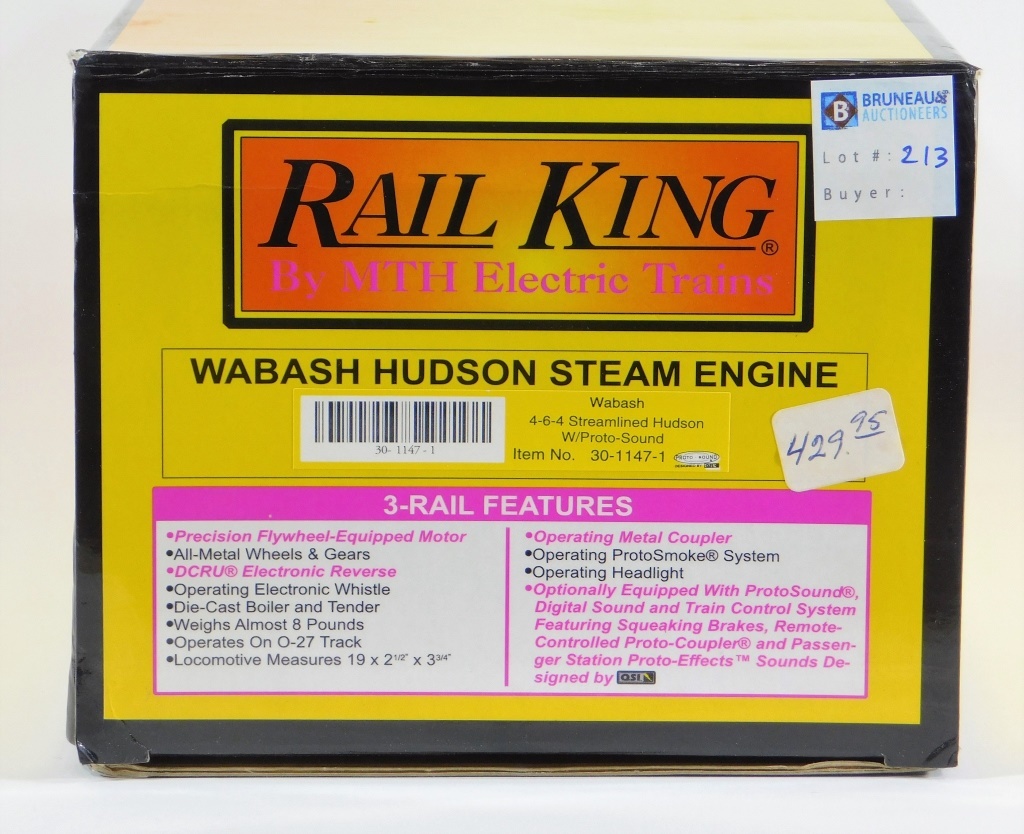 BRUNEAU&Co
AUCTIONEERS
Lot #: 213
Buyer:
RAIL KING®
By MTH Electric Trains
WABASH HUDSON STEAM ENGINE
30- 1147 - 1
Wabash
4-6-4 Streamlined Hudson
W/Proto-Sound
Item No. 30-1147-1
429.95
3-RAIL FEATURES
•Precision Flywheel-Equipped Motor
•All-Metal Wheels & Gears
•DCRU® Electronic Reverse
•Operating Electronic Whistle
•Die-Cast Boiler and Tender
•Weighs Almost 8 Pounds
•Operates On O-27 Track
•Locomotive Measures 19 x 2 1/2" x 3 3/4"
•Operating Metal Coupler
•Operating ProtoSmoke® System
•Operating Headlight
•Optionally Equipped With ProtoSound®,
Digital Sound and Train Control System
Featuring Squeaking Brakes, Remote-
Controlled Proto-Coupler® and Passen-
ger Station Proto-Effects™ Sounds De-
signed by QSI